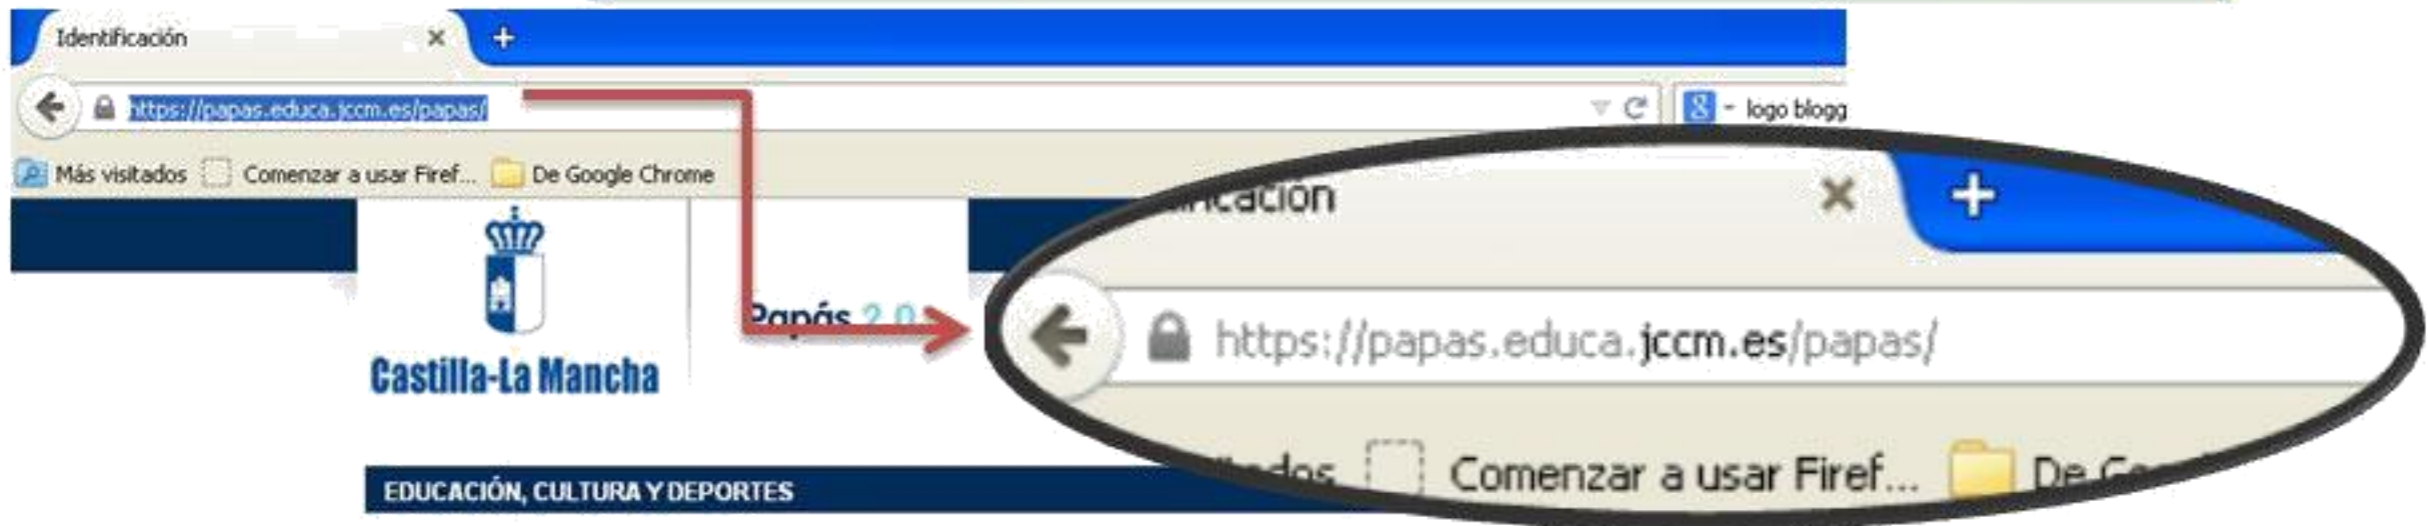 Identificación
https://papas.educa.jccm.es/papas/
8 - logo blogg
Más visitados Comenzar a usar Firef... De Google Chrome
Castilla-La Mancha
Papás 2.0
EDUCACIÓN, CULTURA Y DEPORTES
https://papas.educa.jccm.es/papas/
Comenzar a usar Firef...